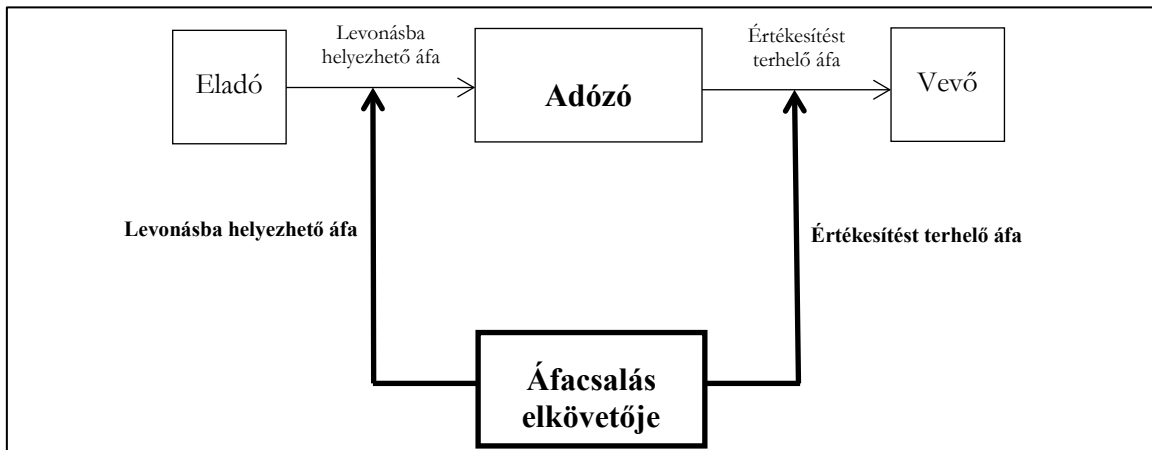 Eladó
Levonásba
helyezhető áfa
Adózó
Értékesítést
terhelő áfa
Vevő
Levonásba helyezhető áfa
Értékesítést terhelő áfa
Áfacsalás
elkövetője